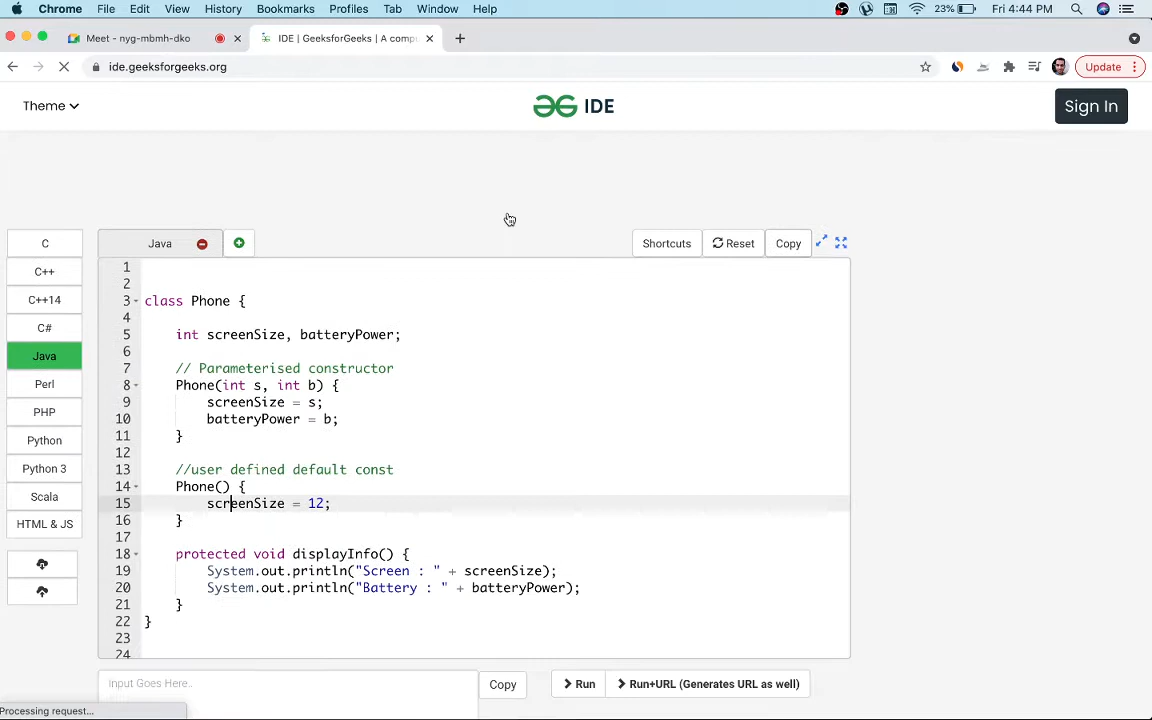 Chrome File Edit View History Bookmarks Profiles Tab Window Help 23% Fri 4:44 PM
Meet - nyg-mbmh-dko IDE | GeeksforGeeks | A comp
ide.geeksforgeeks.org Update
Theme IDE Sign In
Java Shortcuts Reset Copy
C
C++
C++14
C#
Java
Perl
PHP
Python
Python 3
Scala
HTML & JS
1
2
3 class Phone {
4
5 int screenSize, batteryPower;
6
7 // Parameterised constructor
8 Phone(int s, int b) {
9 screenSize = s;
10 batteryPower = b;
11 }
12
13 //user defined default const
14 Phone() {
15 screenSize = 12;
16 }
17
18 protected void displayInfo() {
19 System.out.println("Screen : " + screenSize);
20 System.out.println("Battery : " + batteryPower);
21 }
22 }
23
24
Input Goes Here.. Copy Run Run+URL (Generates URL as well)
Processing request...